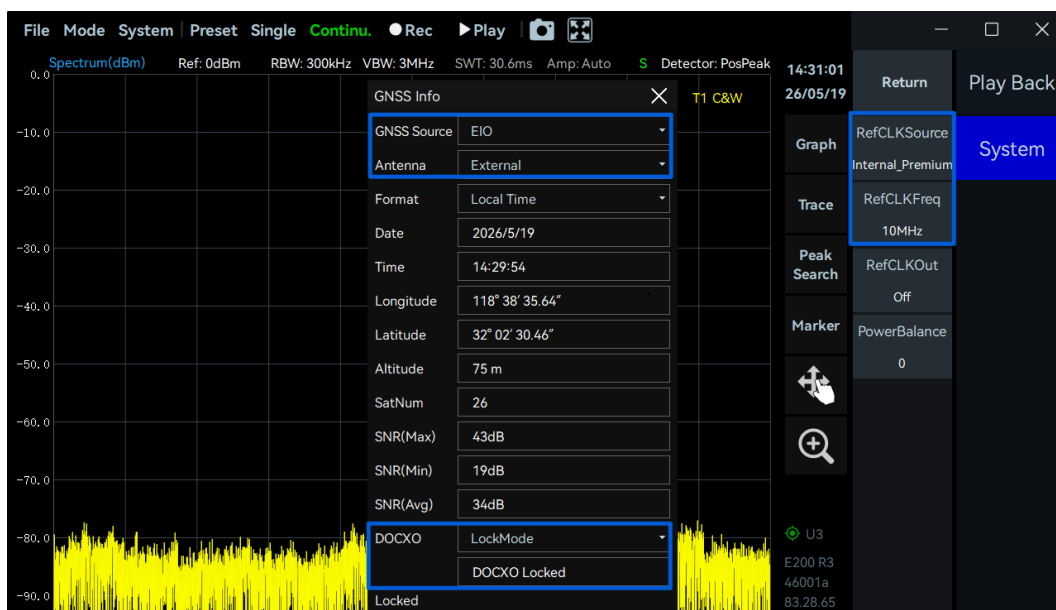 File Mode System Preset Single Continu. Rec Play
Spectrum(dBm) Ref: 0dBm RBW: 300kHz VBW: 3MHz SWT: 30.6ms Amp: Auto S Detector: PosPeak
0.0
-10.0
-20.0
-30.0
-40.0
-50.0
-60.0
-70.0
-80.0
-90.0
GNSS Info
T1 C&W
GNSS Source EIO
Antenna External
Format Local Time
Date 2026/5/19
Time 14:29:54
Longitude 118° 38′ 35.64″
Latitude 32° 02′ 30.46″
Altitude 75 m
SatNum 26
SNR(Max) 43dB
SNR(Min) 19dB
SNR(Avg) 34dB
DOCXO LockMode
DOCXO Locked
Locked
14:31:01
26/05/19
Graph
Trace
Peak
Search
Marker
U3
E200 R3
46001a
83.28.65
Return
RefCLKSource
Internal_Premium
RefCLKFreq
10MHz
RefCLKOut
Off
PowerBalance
0
Play Back
System